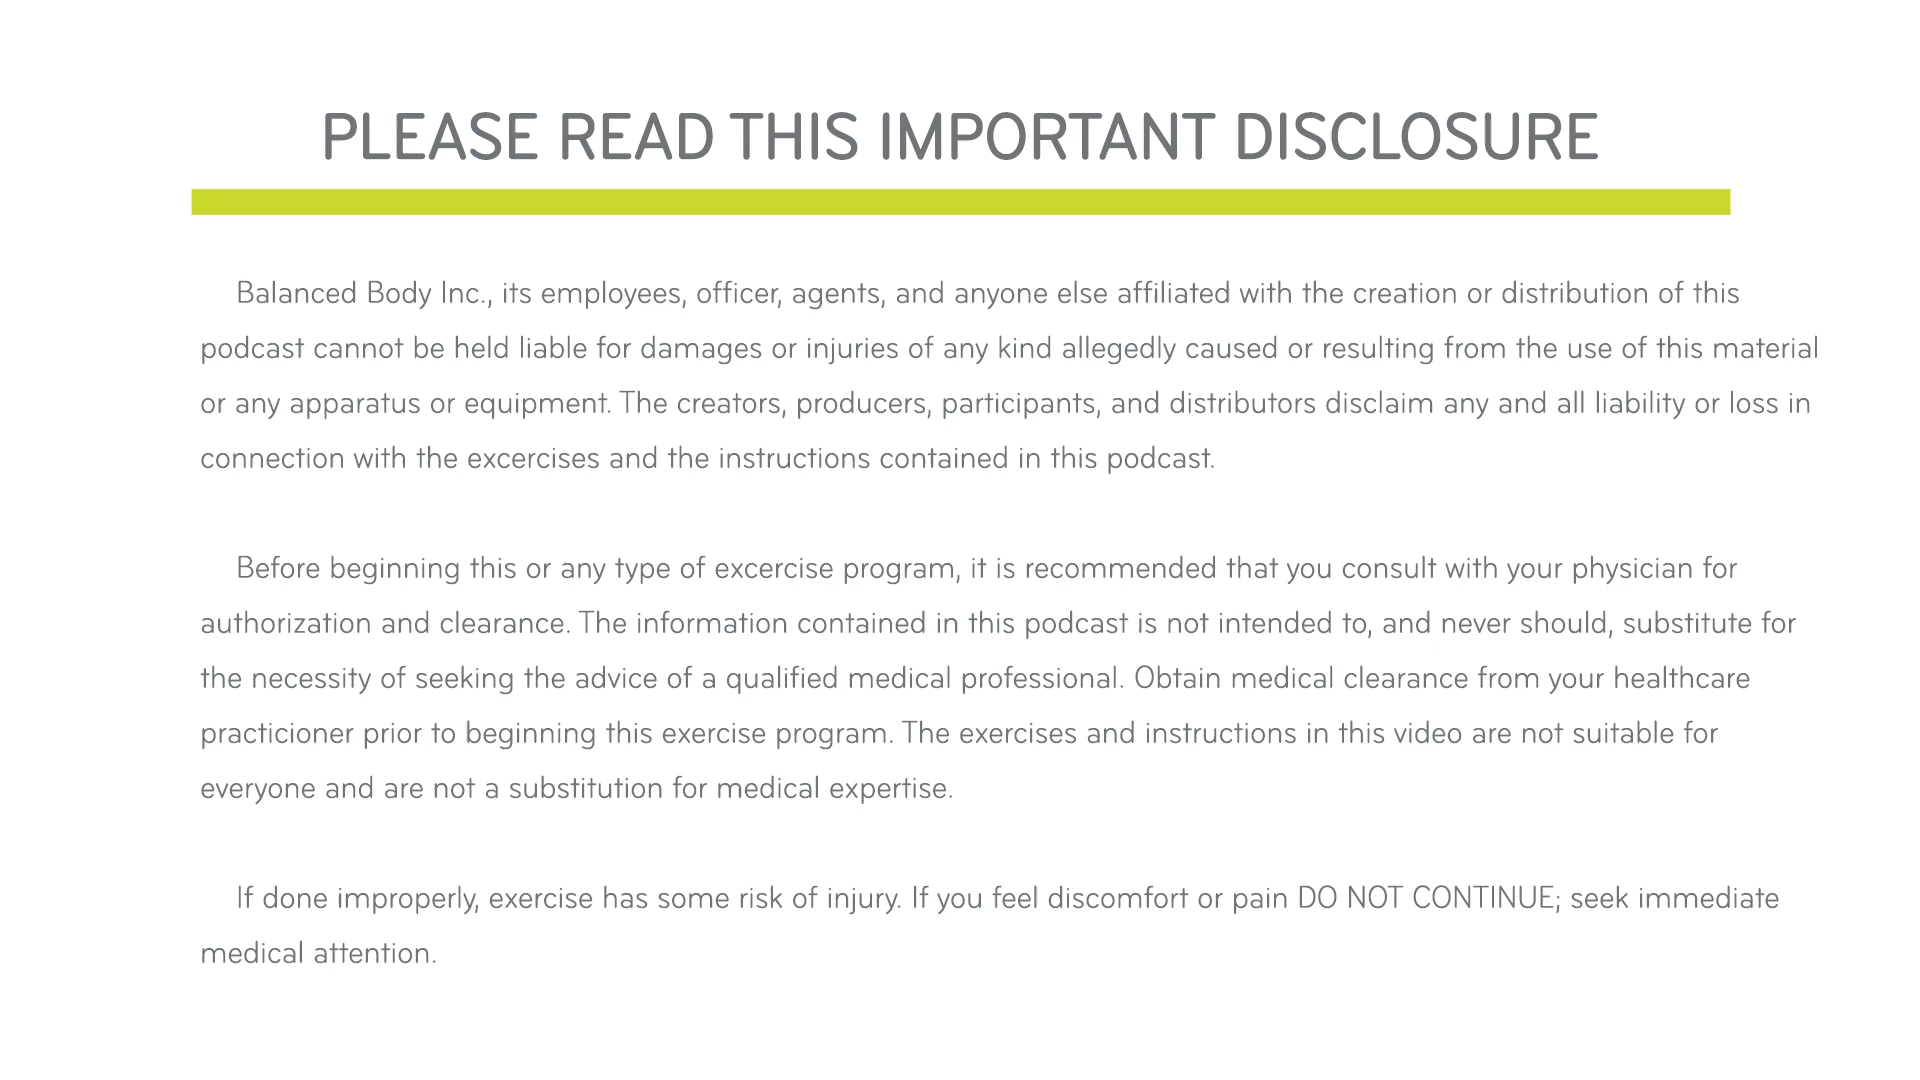 PLEASE READ THIS IMPORTANT DISCLOSURE
Balanced Body Inc., its employees, officer, agents, and anyone else affiliated with the creation or distribution of this
podcast cannot be held liable for damages or injuries of any kind allegedly caused or resulting from the use of this material
or any apparatus or equipment. The creators, producers, participants, and distributors disclaim any and all liability or loss in
connection with the excercises and the instructions contained in this podcast.
Before beginning this or any type of excercise program, it is recommended that you consult with your physician for
authorization and clearance. The information contained in this podcast is not intended to, and never should, substitute for
the necessity of seeking the advice of a qualified medical professional. Obtain medical clearance from your healthcare
practicioner prior to beginning this exercise program. The exercises and instructions in this video are not suitable for
everyone and are not a substitution for medical expertise.
If done improperly, exercise has some risk of injury. If you feel discomfort or pain DO NOT CONTINUE; seek immediate
medical attention.